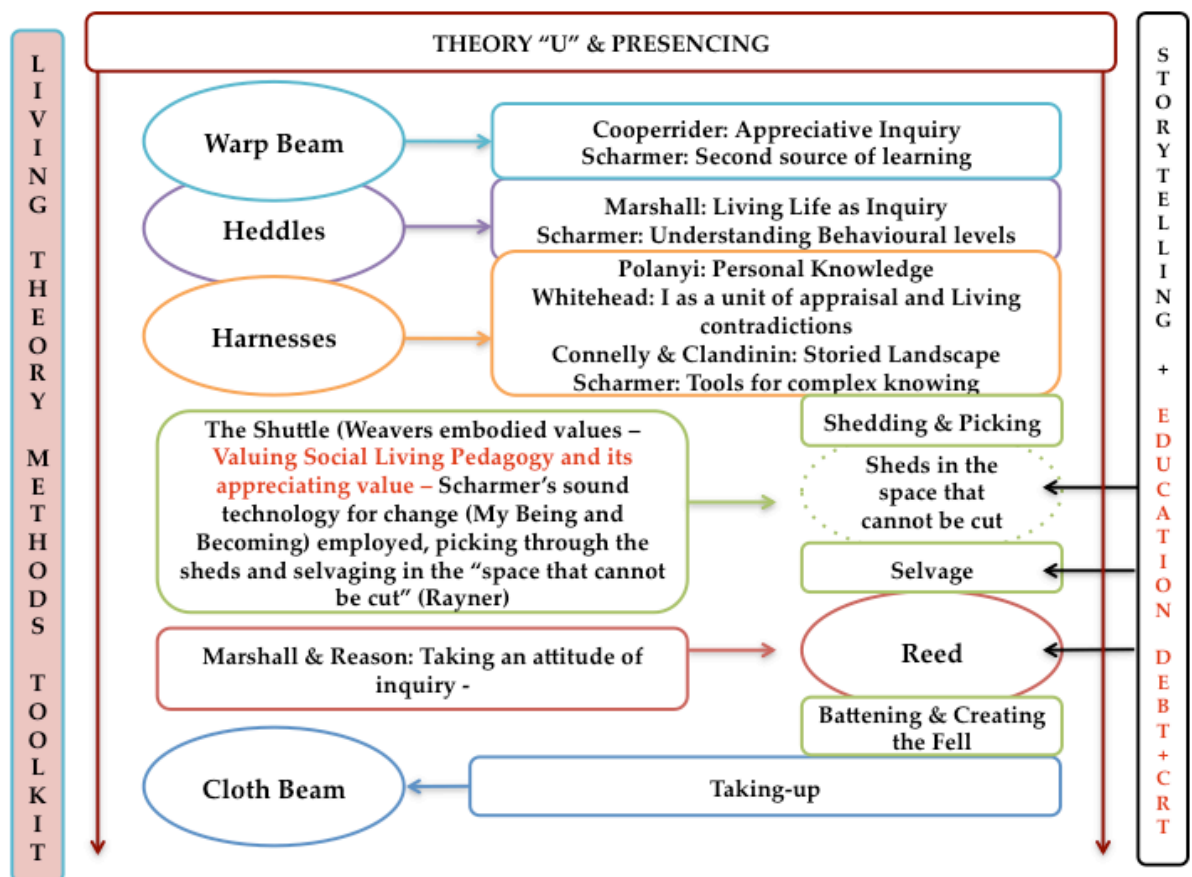 LIVING THEORY METHODS TOOLKIT
THEORY “U” & PRESENCING
Warp Beam
Cooperrider: Appreciative Inquiry
Scharmer: Second source of learning
Heddles
Marshall: Living Life as Inquiry
Scharmer: Understanding Behavioural levels
Harnesses
Polanyi: Personal Knowledge
Whitehead: I as a unit of appraisal and Living
contradictions
Connelly & Clandinin: Storied Landscape
Scharmer: Tools for complex knowing
The Shuttle (Weavers embodied values –
Valuing Social Living Pedagogy and its
appreciating value – Scharmer’s sound
technology for change (My Being and
Becoming) employed, picking through the
sheds and selvaging in the “space that cannot
be cut” (Rayner)
Shedding & Picking
Sheds in the
space that
cannot be cut
Selvage
Marshall & Reason: Taking an attitude of
inquiry -
Reed
Battening & Creating
the Fell
Cloth Beam
Taking-up
STORYTELLING + EDUCATION DEBT+CRT